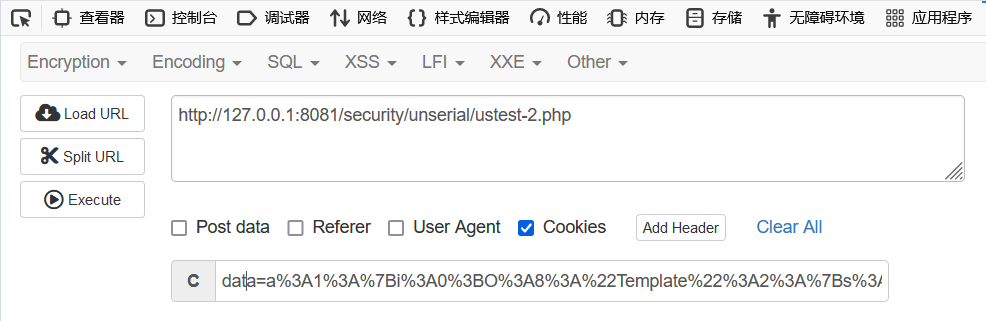 查看器 控制台 调试器 网络 样式编辑器 性能 内存 存储 无障碍环境 应用程序
Encryption Encoding SQL XSS LFI XXE Other
Load URL
http://127.0.0.1:8081/security/unserial/ustest-2.php
Split URL
Execute
Post data Referer User Agent Cookies Add Header Clear All
C data=a%3A1%3A%7Bi%3A0%3BO%3A8%3A%22Template%22%3A2%3A%7Bs%3A